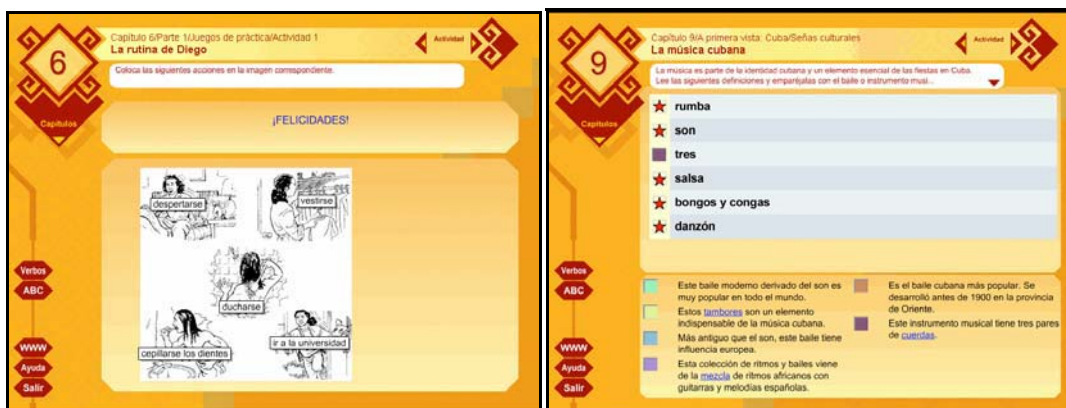 6
Capítulos
Capítulo 6/Parte 1/Juegos de práctica/Actividad 1
La rutina de Diego
Actividad
Coloca las siguientes acciones en la imagen correspondiente.
¡FELICIDADES!
despertarse
vestirse
ducharse
cepillarse los dientes
ir a la universidad
Verbos
ABC
WWW
Ayuda
Salir
9
Capítulos
Capítulo 9/A primera vista: Cuba/Señas culturales
La música cubana
Actividad
La música es parte de la identidad cubana y un elemento esencial de las fiestas en Cuba.
Lee las siguientes definiciones y emparéjalas con el baile o instrumento musi...
rumba
son
tres
salsa
bongos y congas
danzón
Verbos
ABC
WWW
Ayuda
Salir
Este baile moderno derivado del son es
muy popular en todo el mundo.
Estos tambores son un elemento
indispensable de la música cubana.
Más antiguo que el son, este baile tiene
influencia europea.
Esta colección de ritmos y bailes viene
de la mezcla de ritmos africanos con
guitarras y melodías españolas.
Es el baile cubana más popular. Se
desarrolló antes de 1900 en la provincia
de Oriente.
Este instrumento musical tiene tres pares
de cuerdas.